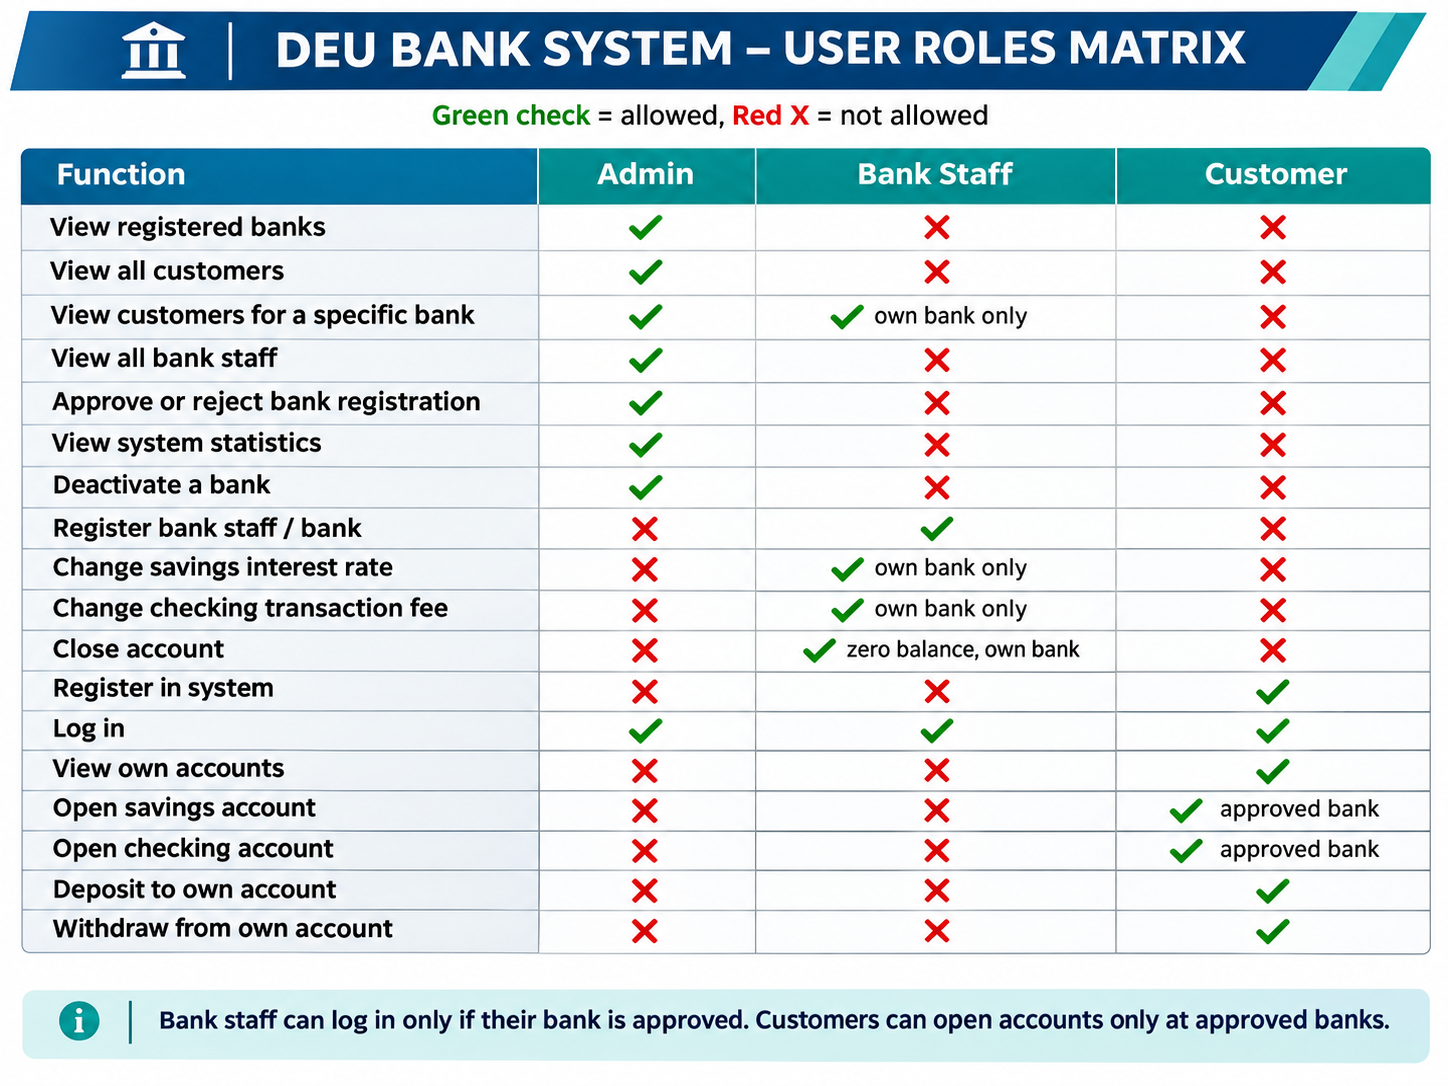 DEU BANK SYSTEM – USER ROLES MATRIX
Green check = allowed, Red X = not allowed
Function Admin Bank Staff Customer
View registered banks ✓ ✗ ✗
View all customers ✓ ✗ ✗
View customers for a specific bank ✓ ✓ own bank only ✗
View all bank staff ✓ ✗ ✗
Approve or reject bank registration ✓ ✗ ✗
View system statistics ✓ ✗ ✗
Deactivate a bank ✓ ✗ ✗
Register bank staff / bank ✗ ✓ ✗
Change savings interest rate ✗ ✓ own bank only ✗
Change checking transaction fee ✗ ✓ own bank only ✗
Close account ✗ ✓ zero balance, own bank ✗
Register in system ✗ ✗ ✓
Log in ✓ ✓ ✓
View own accounts ✗ ✗ ✓
Open savings account ✗ ✗ ✓ approved bank
Open checking account ✗ ✗ ✓ approved bank
Deposit to own account ✗ ✗ ✓
Withdraw from own account ✗ ✗ ✓
i Bank staff can log in only if their bank is approved. Customers can open accounts only at approved banks.